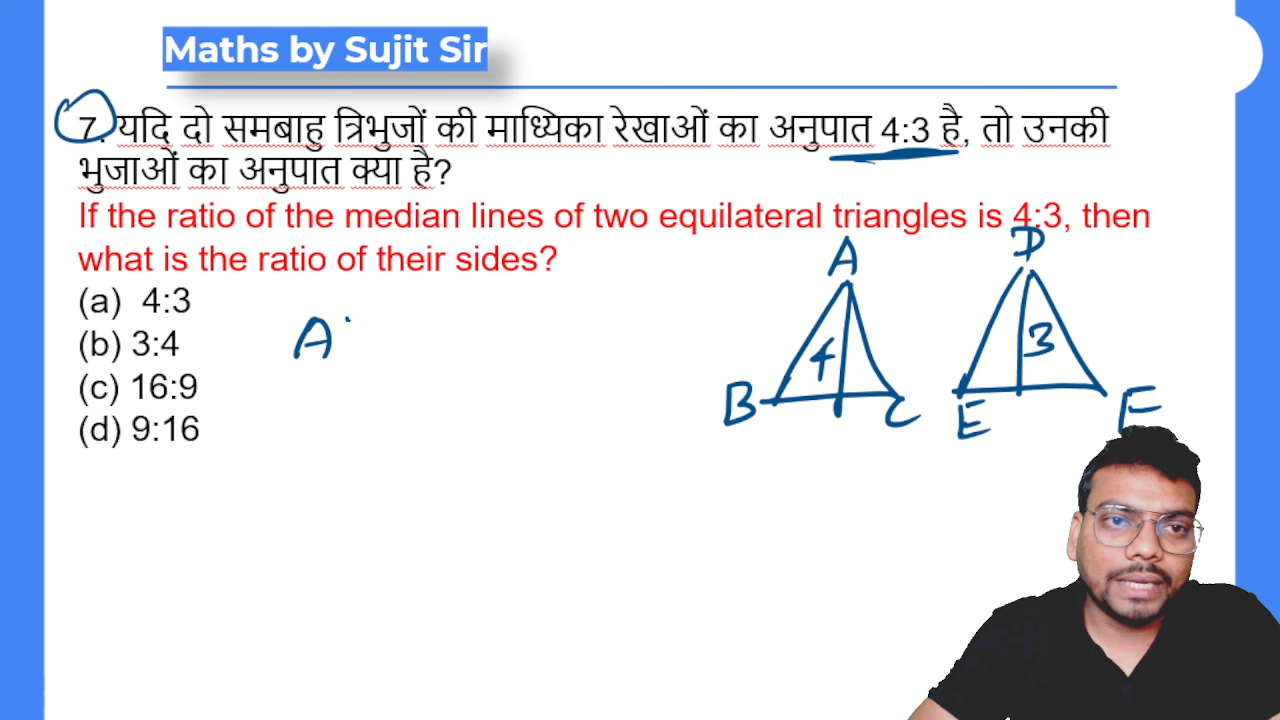 Maths by Sujit Sir
7. यदि दो समबाहु त्रिभुजों की माध्यिका रेखाओं का अनुपात 4:3 है, तो उनकी
भुजाओं का अनुपात क्या है?
If the ratio of the median lines of two equilateral triangles is 4:3, then
what is the ratio of their sides?
(a) 4:3
(b) 3:4
(c) 16:9
(d) 9:16
A
A
4
B
C
D
3
E
F